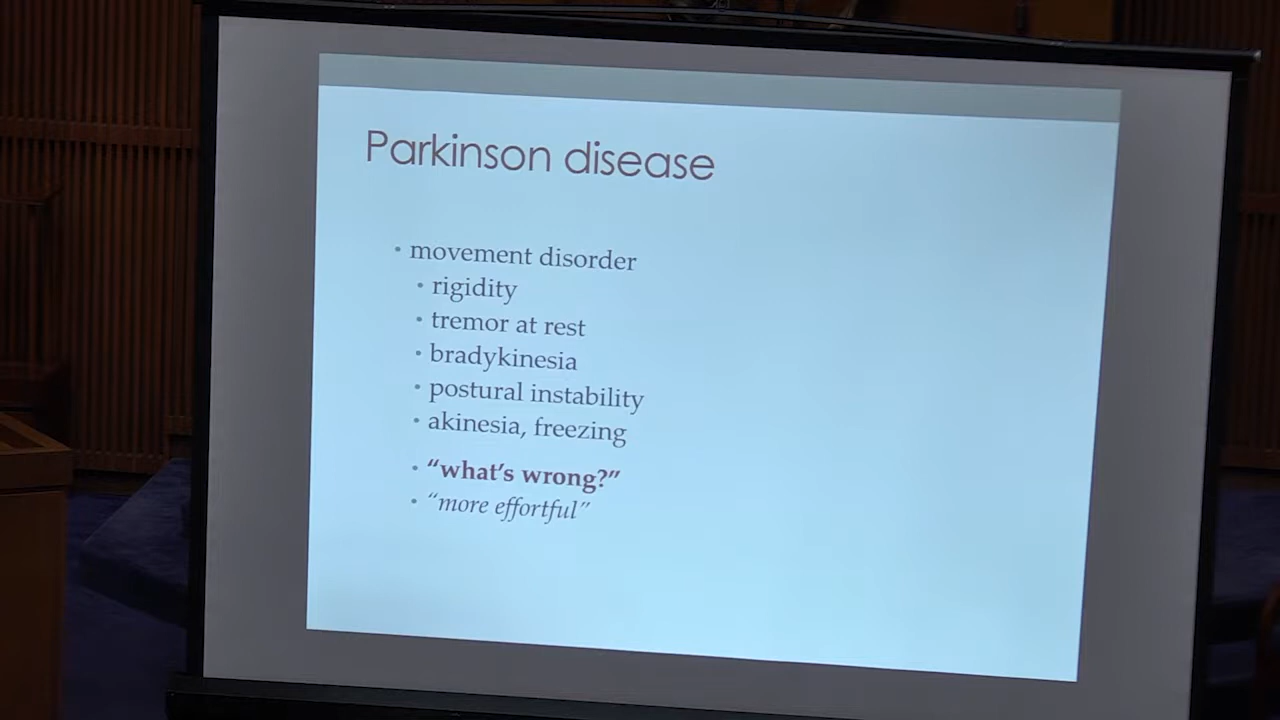 Parkinson disease
• movement disorder
• rigidity
• tremor at rest
• bradykinesia
• postural instability
• akinesia, freezing
• “what’s wrong?”
• “more effortful”